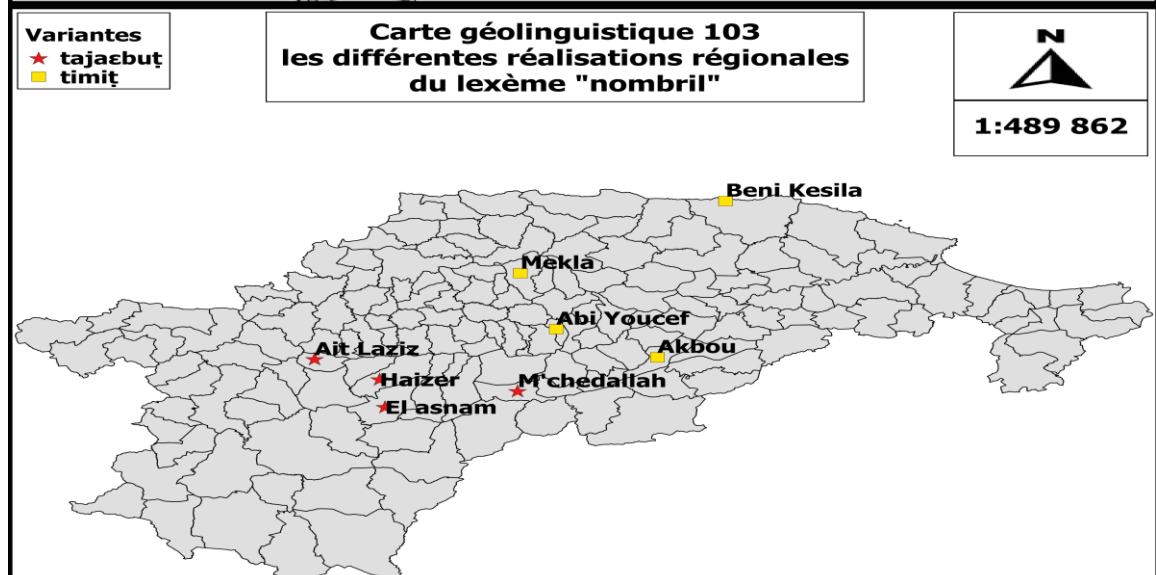 Variantes
tajaɛbuṭ
timiṭ
Carte géolinguistique 103
les différentes réalisations régionales
du lexème "nombril"
N
1:489 862
Beni Kesila
Mekla
Abi Youcef
Ait Laziz
Akbou
Haizer
M'chedallah
El asnam